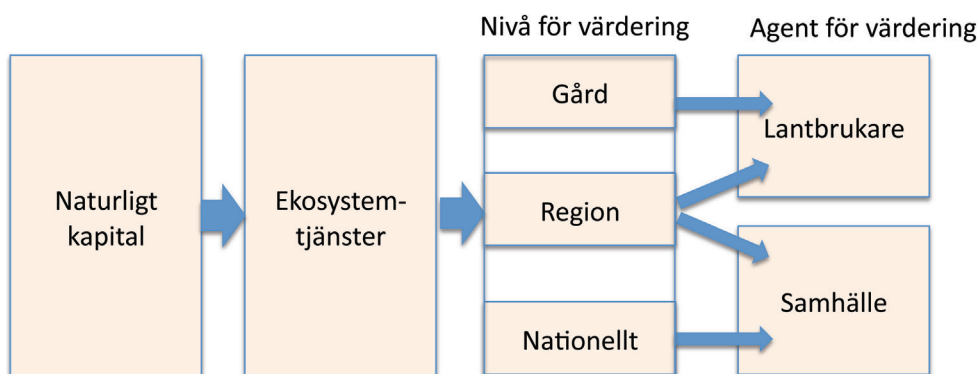 Nivå för värdering
Agent för värdering
Naturligt
kapital
Ekosystem-
tjänster
Gård
Region
Nationellt
Lantbrukare
Samhälle